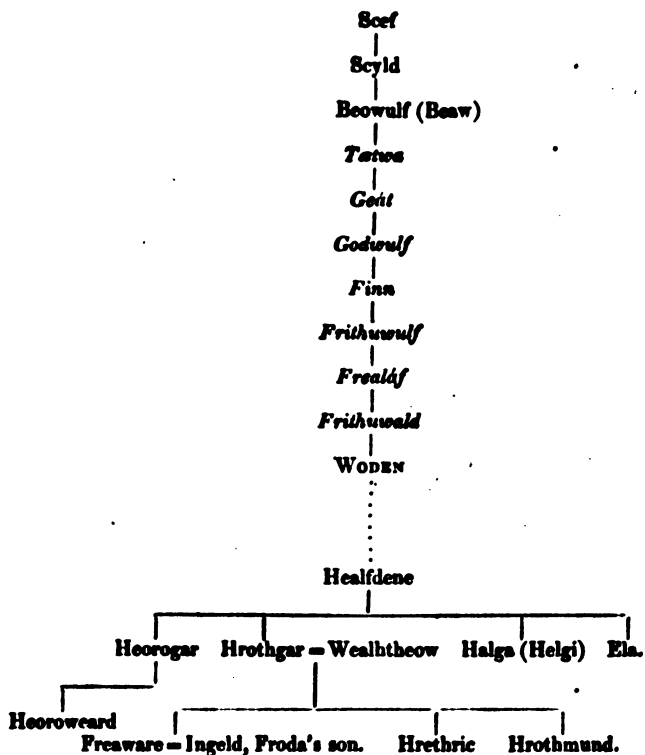 Scef
Scyld
Beowulf (Beaw)
Tætwa
Geát
Godwulf
Finn
Frithuwulf
Frealáf
Frithuwald
WODEN
Healfdene
Heorogar Hrothgar = Wealhtheow Halga (Helgi) Ela.
Heoroweard
Freaware = Ingeld, Froda's son. Hrethric Hrothmund.